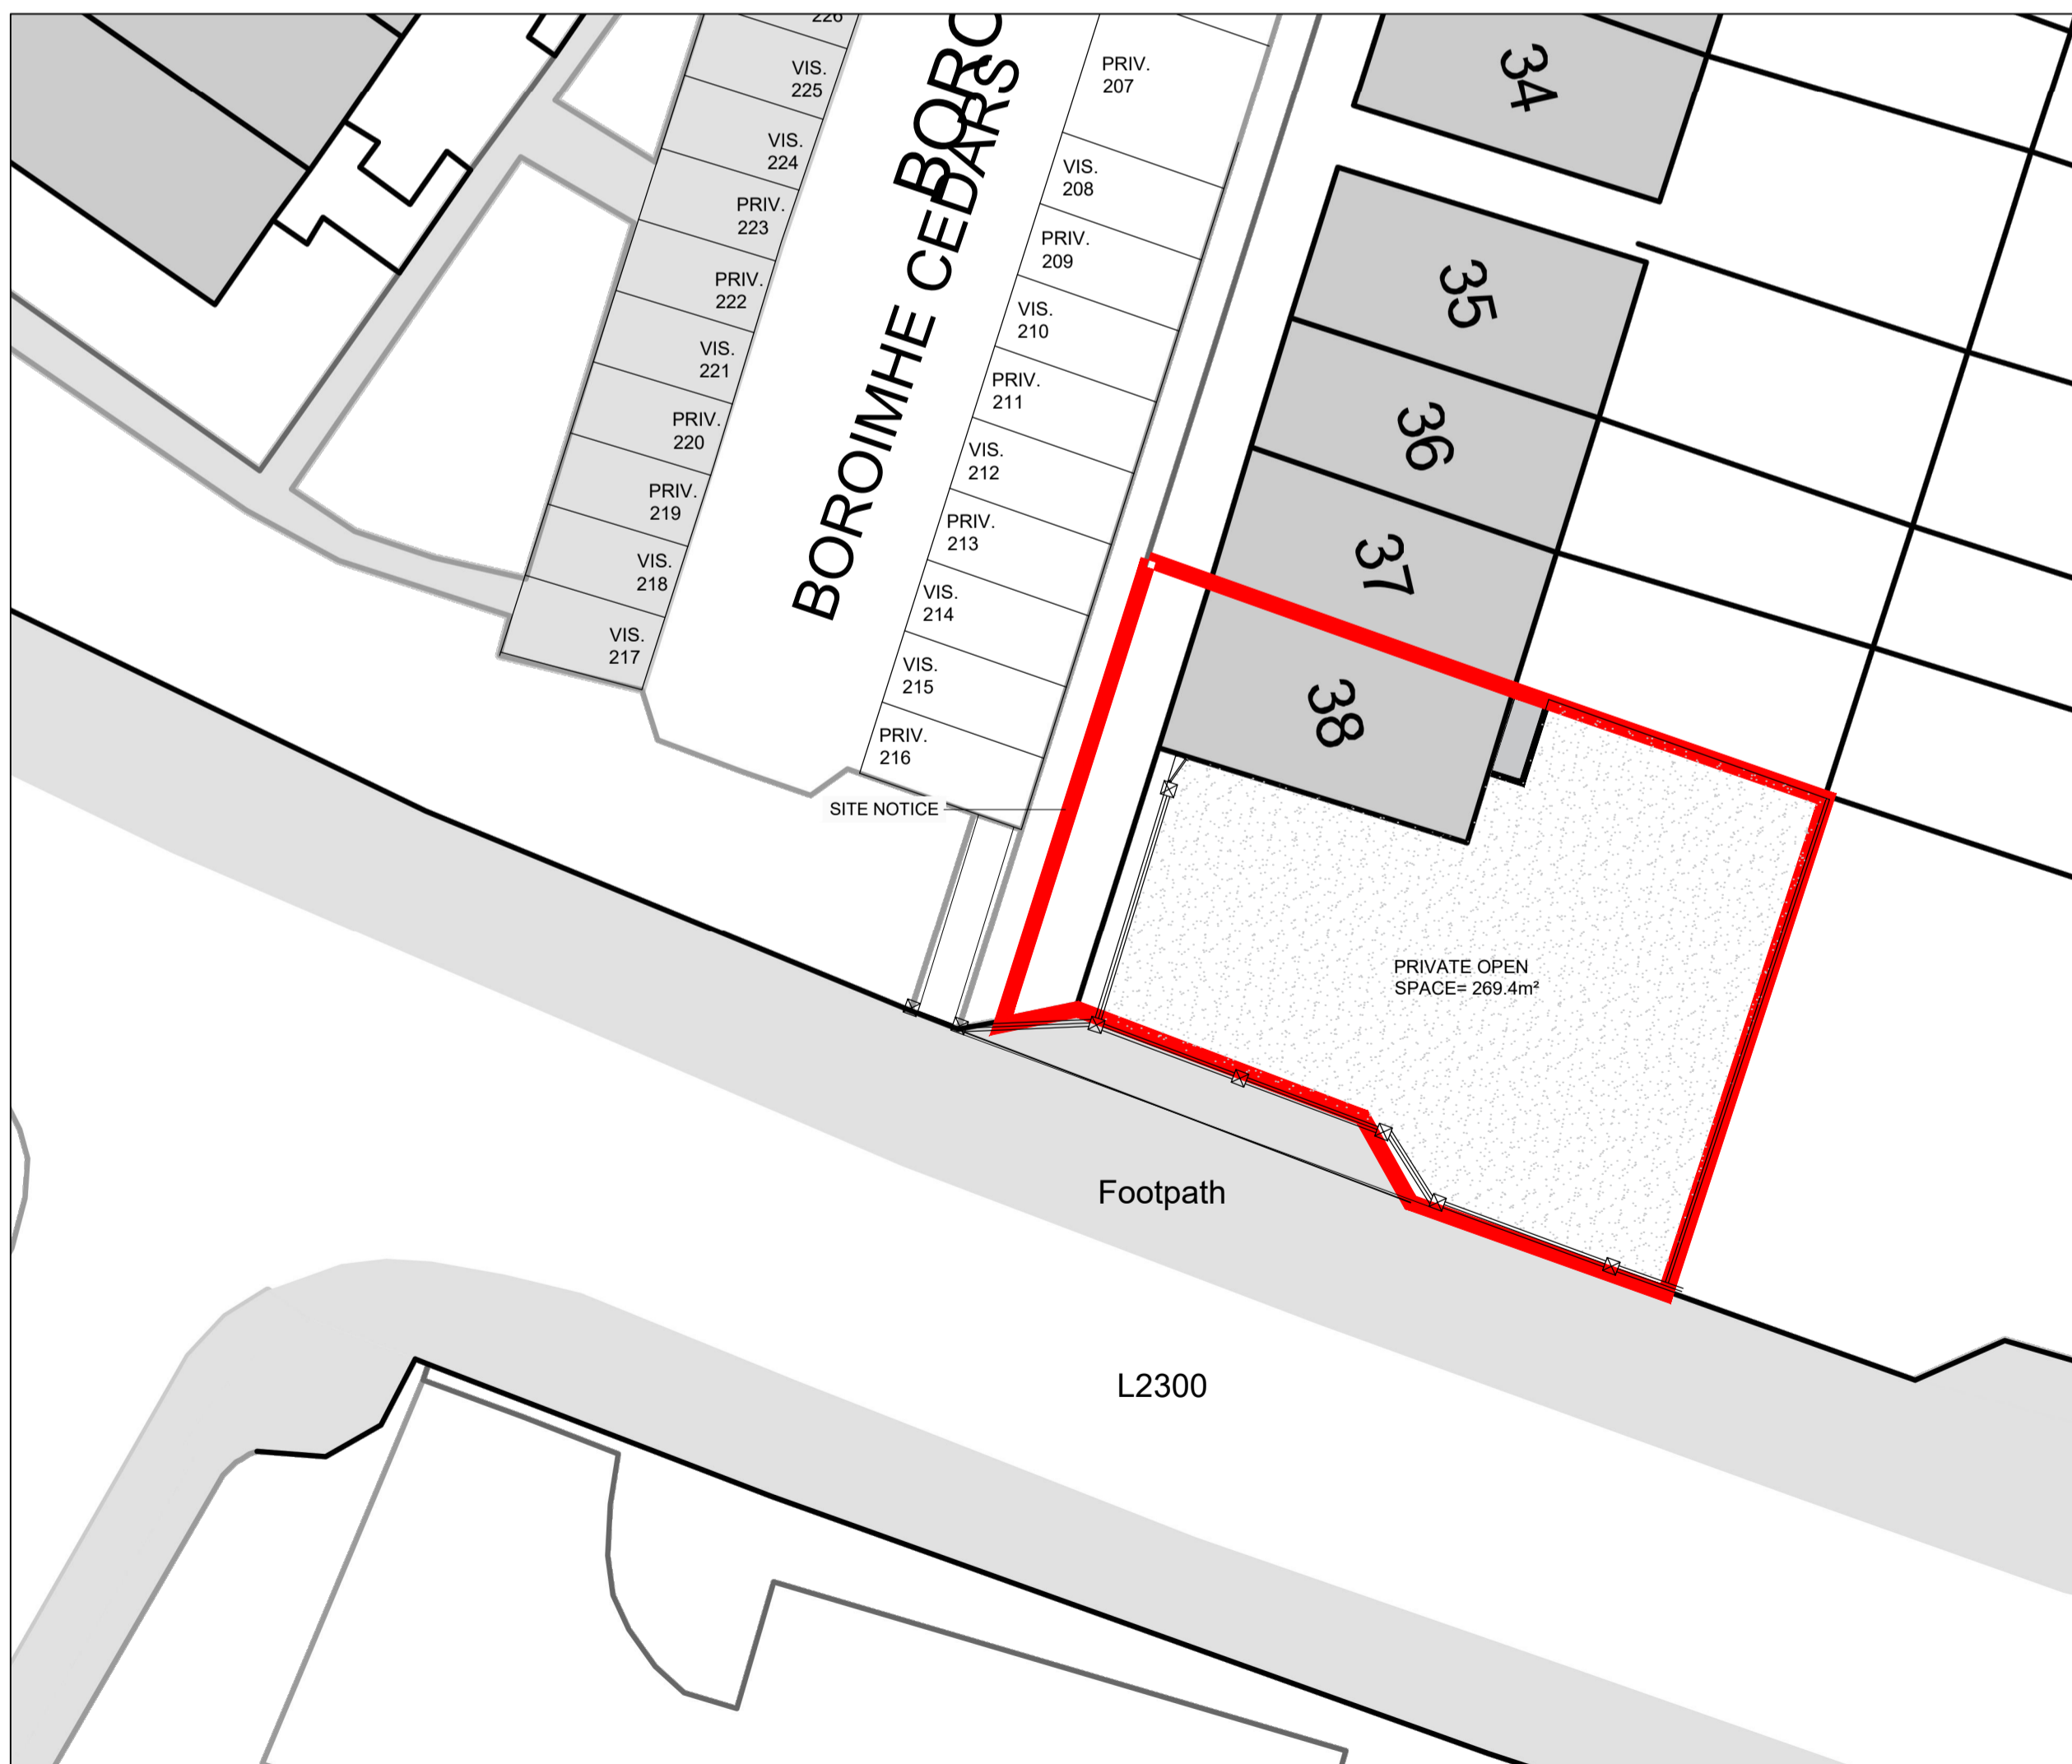 226
VIS.
225
VIS.
224
PRIV.
223
PRIV.
222
VIS.
221
PRIV.
220
PRIV.
219
VIS.
218
VIS.
217
BOROIMHE CEDARS
PRIV.
207
VIS.
208
PRIV.
209
VIS.
210
PRIV.
211
VIS.
212
PRIV.
213
VIS.
214
VIS.
215
PRIV.
216
34
35
36
37
38
SITE NOTICE
PRIVATE OPEN
SPACE= 269.4m²
Footpath
L2300